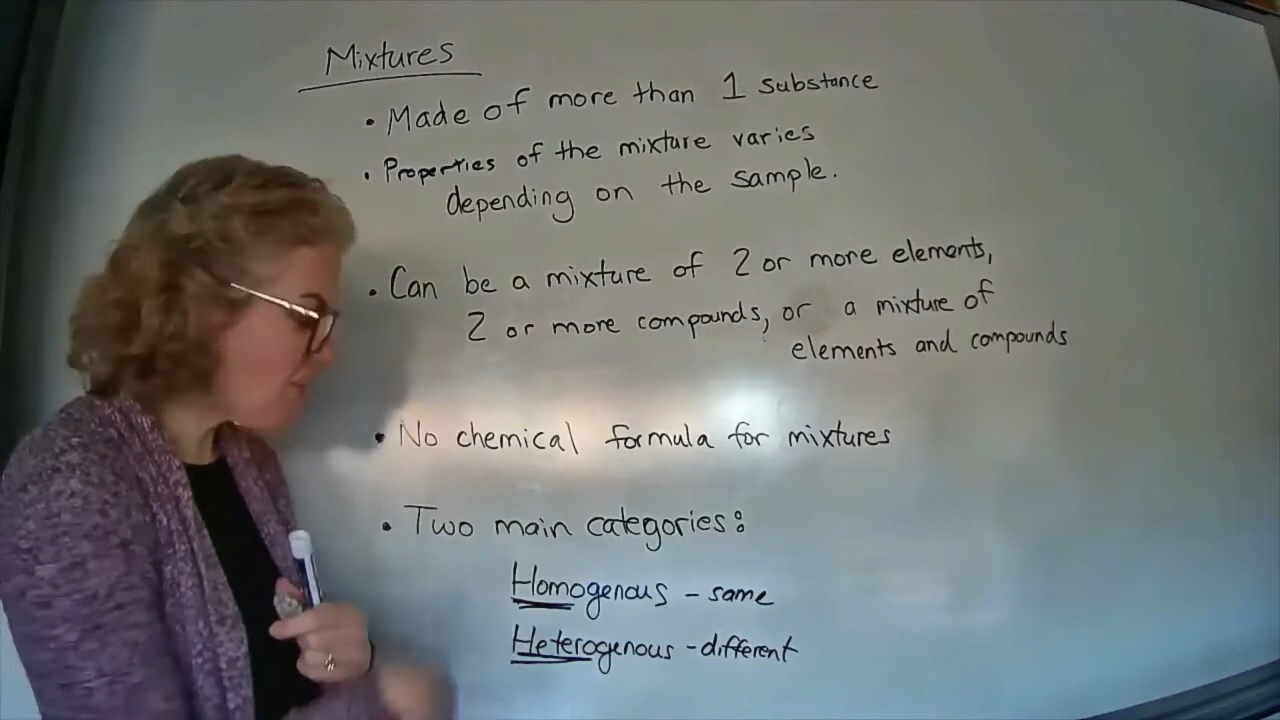 Mixtures
• Made of more than 1 substance
• Properties of the mixture varies
depending on the sample.
• Can be a mixture of 2 or more elements,
2 or more compounds, or a mixture of
elements and compounds
• No chemical formula for mixtures
• Two main categories:
Homogenous - same
Heterogenous - different